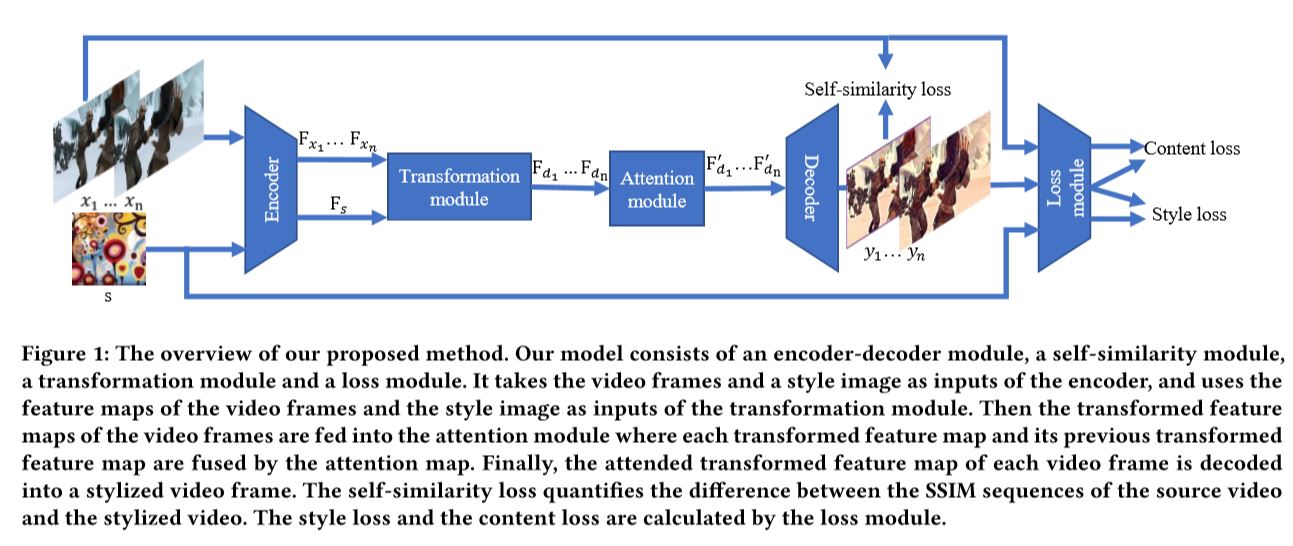 Self-similarity loss
Encoder
F_{x_1} ... F_{x_n}
F_s
Transformation
module
F_{d_1} ... F_{d_n}
Attention
module
F'_{d_1} ... F'_{d_n}
Decoder
Loss
module
Content loss
Style loss
x_1 ... x_n
s
y_1 ... y_n
Figure 1: The overview of our proposed method. Our model consists of an encoder-decoder module, a self-similarity module,
a transformation module and a loss module. It takes the video frames and a style image as inputs of the encoder, and uses the
feature maps of the video frames and the style image as inputs of the transformation module. Then the transformed feature
maps of the video frames are fed into the attention module where each transformed feature map and its previous transformed
feature map are fused by the attention map. Finally, the attended transformed feature map of each video frame is decoded
into a stylized video frame. The self-similarity loss quantifies the difference between the SSIM sequences of the source video
and the stylized video. The style loss and the content loss are calculated by the loss module.